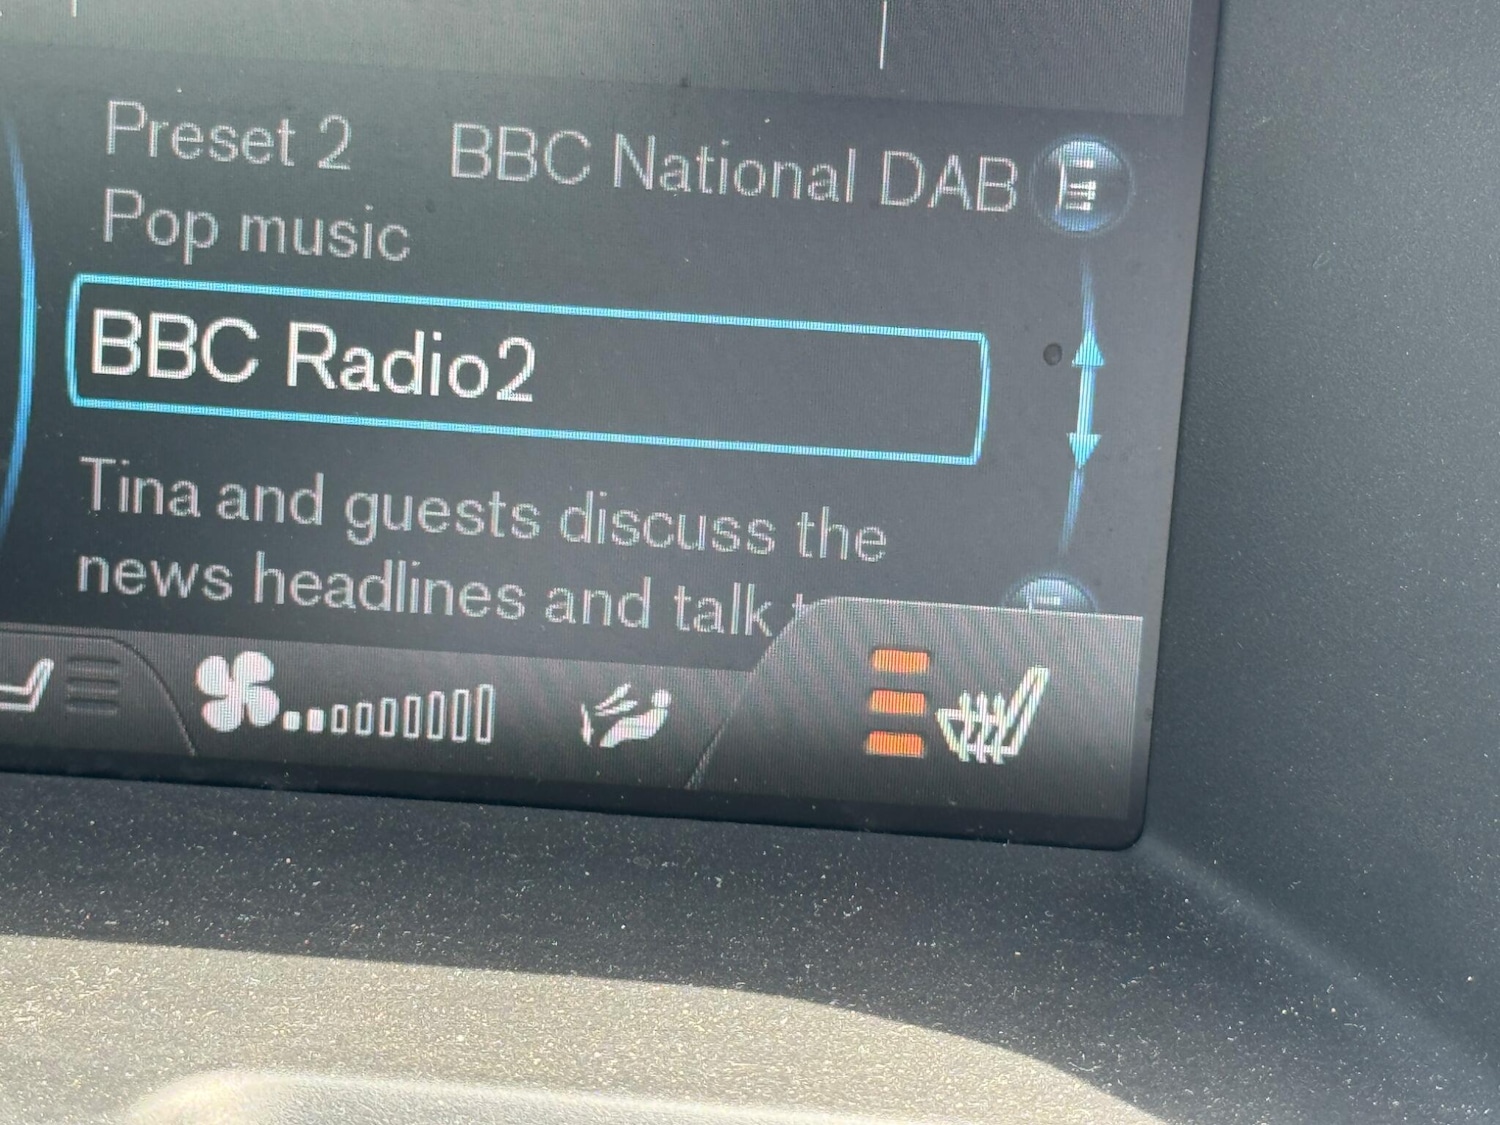 Preset 2 BBC National DAB
Pop music
BBC Radio2
Tina and guests discuss the
news headlines and talk